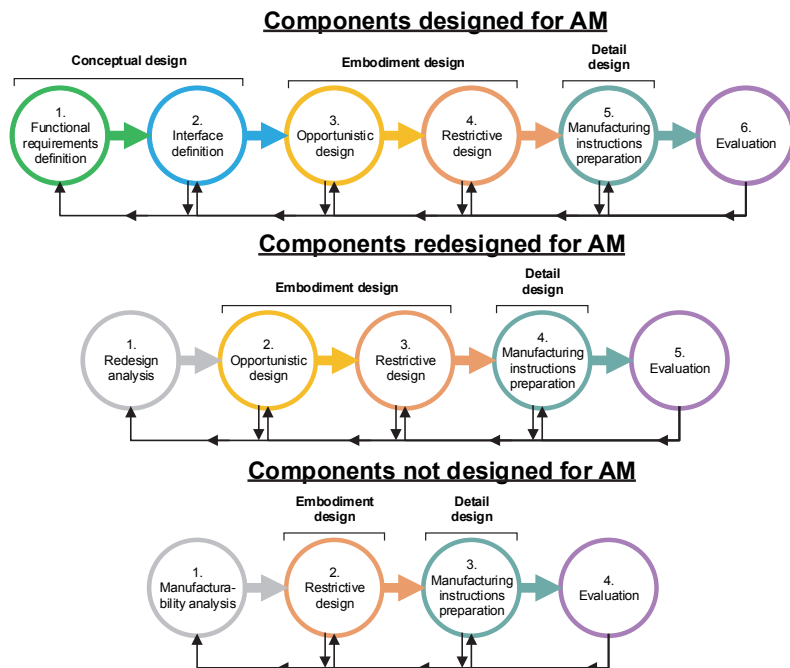 Components designed for AM
Conceptual design
Embodiment design
Detail
design
1.
Functional
requirements
definition
2.
Interface
definition
3.
Opportunistic
design
4.
Restrictive
design
5.
Manufacturing
instructions
preparation
6.
Evaluation
Components redesigned for AM
Embodiment design
Detail
design
1.
Redesign
analysis
2.
Opportunistic
design
3.
Restrictive
design
4.
Manufacturing
instructions
preparation
5.
Evaluation
Components not designed for AM
Embodiment
design
Detail
design
1.
Manufactura-
bility analysis
2.
Restrictive
design
3.
Manufacturing
instructions
preparation
4.
Evaluation